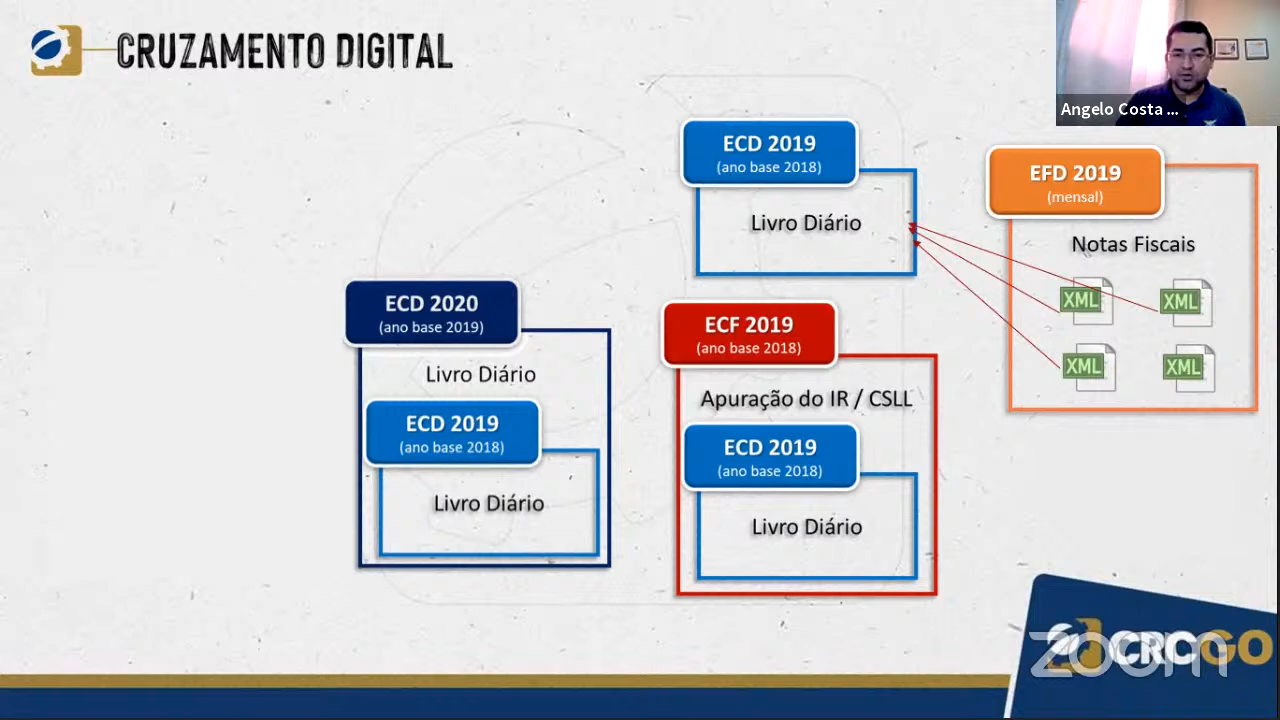 CRUZAMENTO DIGITAL
Angelo Costa ...
ECD 2019
(ano base 2018)
Livro Diário
EFD 2019
(mensal)
Notas Fiscais
XML
XML
XML
XML
ECD 2020
(ano base 2019)
Livro Diário
ECD 2019
(ano base 2018)
Livro Diário
ECF 2019
(ano base 2018)
Apuração do IR / CSLL
ECD 2019
(ano base 2018)
Livro Diário
CRCGO
zoom